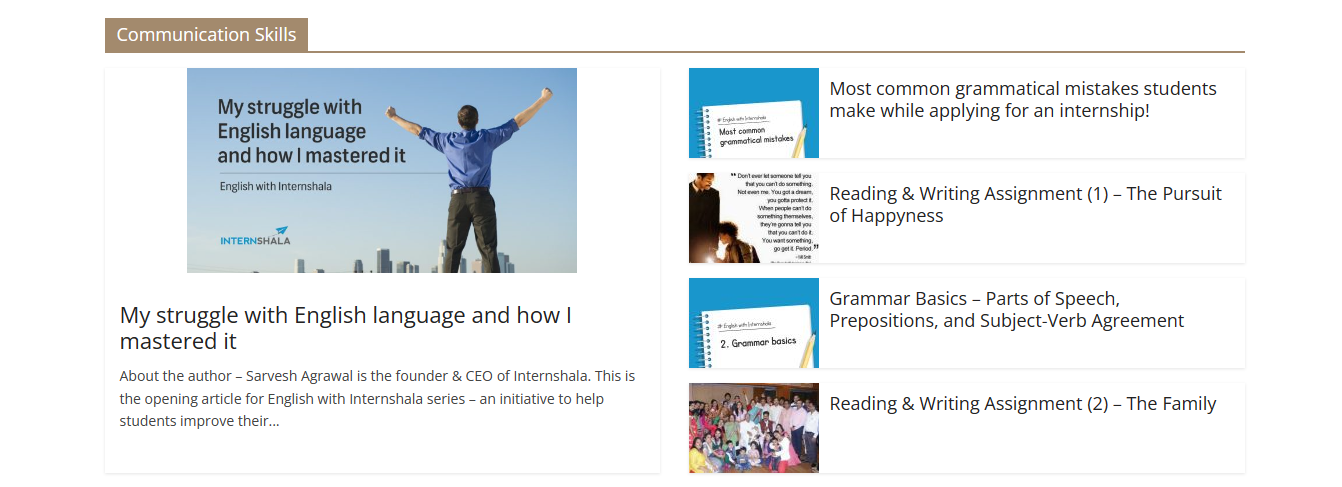 Communication Skills
My struggle with
English language
and how I mastered it
English with Internshala
INTERNSHALA
My struggle with English language and how I
mastered it
About the author – Sarvesh Agrawal is the founder & CEO of Internshala. This is
the opening article for English with Internshala series – an initiative to help
students improve their...
English with Internshala
Most common
grammatical mistakes
Most common grammatical mistakes students
make while applying for an internship!
" Don't ever let someone tell you
that you can't do something.
Not even me. You got a dream,
you gotta protect it.
When people can't do
something themselves,
they're gonna tell you
that you can't do it.
You want something,
go get it. Period. "
- Will Smith
Reading & Writing Assignment (1) – The Pursuit
of Happyness
English with Internshala
2. Grammar basics
Grammar Basics – Parts of Speech,
Prepositions, and Subject-Verb Agreement
Reading & Writing Assignment (2) – The Family